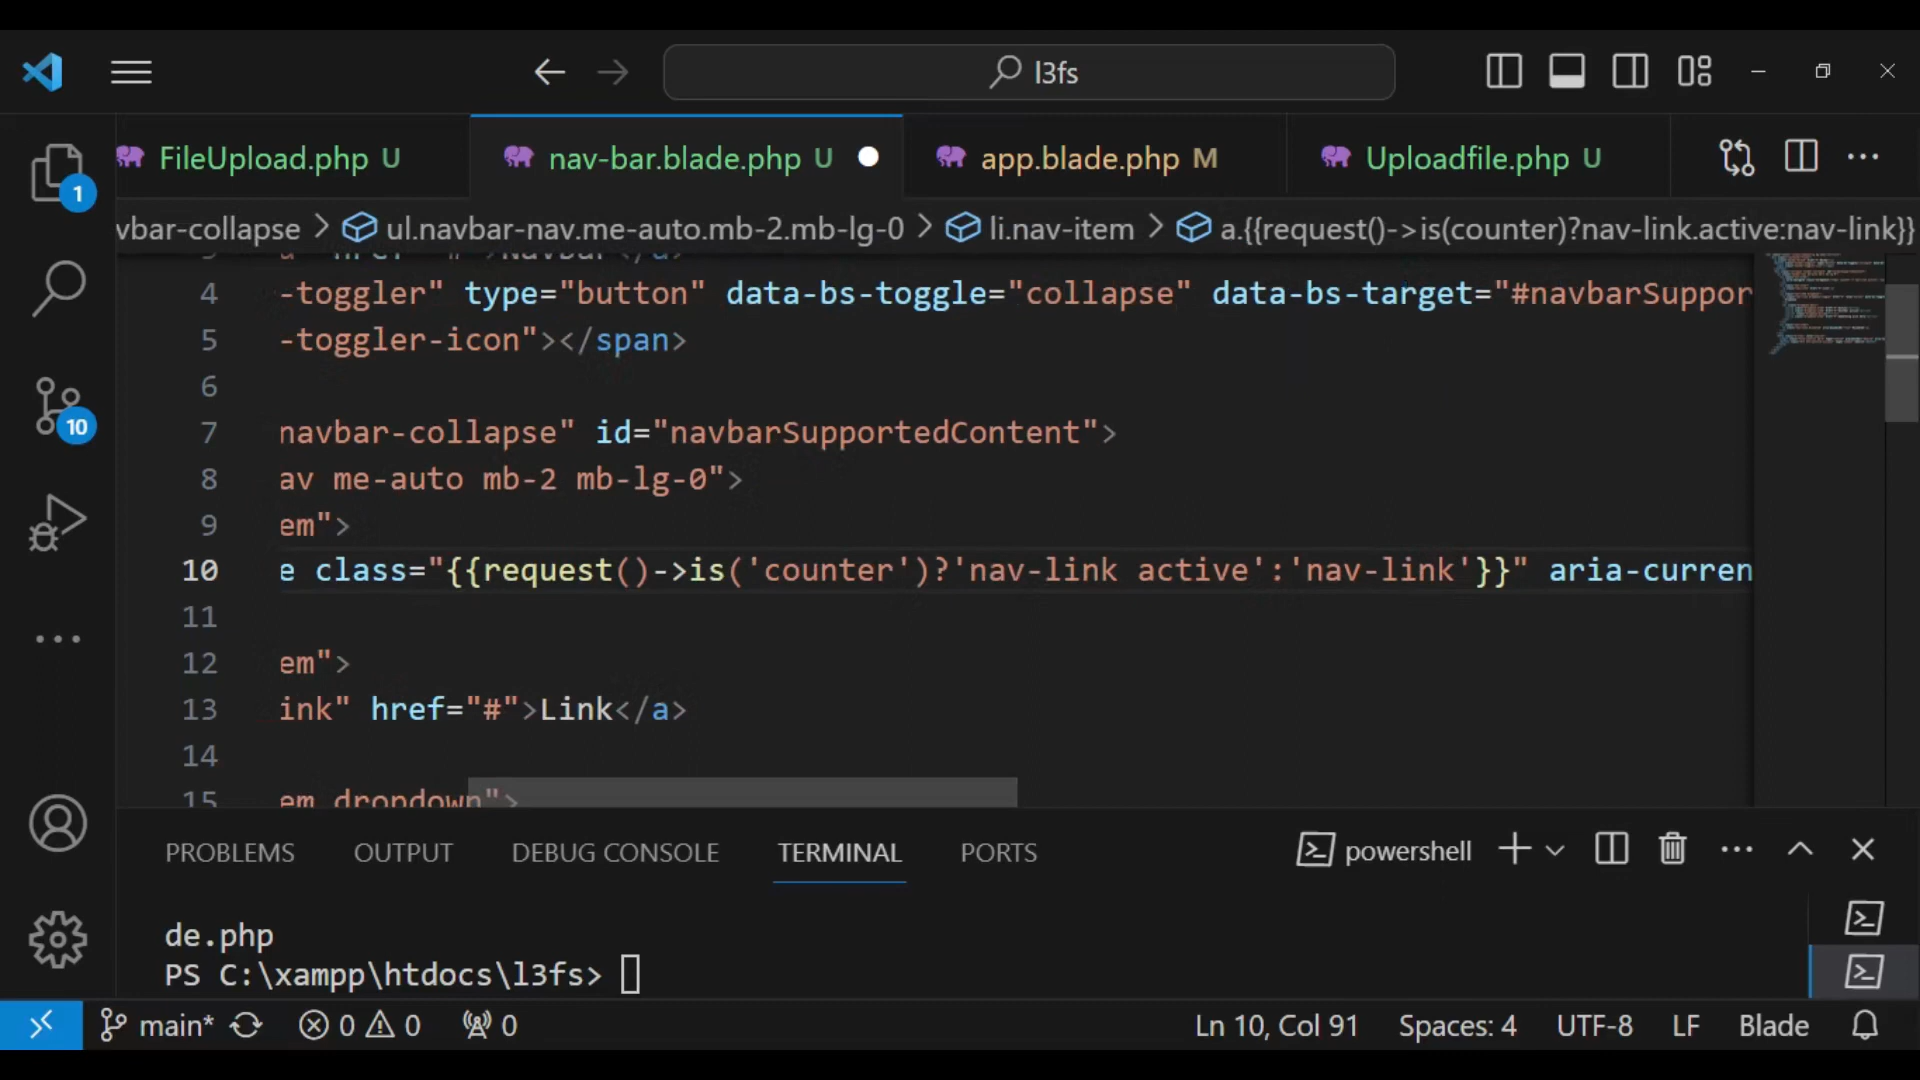 l3fs
FileUpload.php U
nav-bar.blade.php U
app.blade.php M
Uploadfile.php U
1
vbar-collapse > ul.navbar-nav.me-auto.mb-2.mb-lg-0 > li.nav-item > a.{{request()->is(counter)?nav-link.active:nav-link}}
4 -toggler" type="button" data-bs-toggle="collapse" data-bs-target="#navbarSuppor
5 -toggler-icon"></span>
6
7 navbar-collapse" id="navbarSupportedContent">
8 av me-auto mb-2 mb-lg-0">
10
9 em">
10 e class="{{request()->is('counter')?'nav-link active':'nav-link'}}" aria-curren
11
12 em">
13 ink" href="#">Link</a>
14
15 em dropdown">
PROBLEMS OUTPUT DEBUG CONSOLE TERMINAL PORTS powershell
de.php
PS C:\xampp\htdocs\l3fs>
main* 0 0 0 Ln 10, Col 91 Spaces: 4 UTF-8 LF Blade